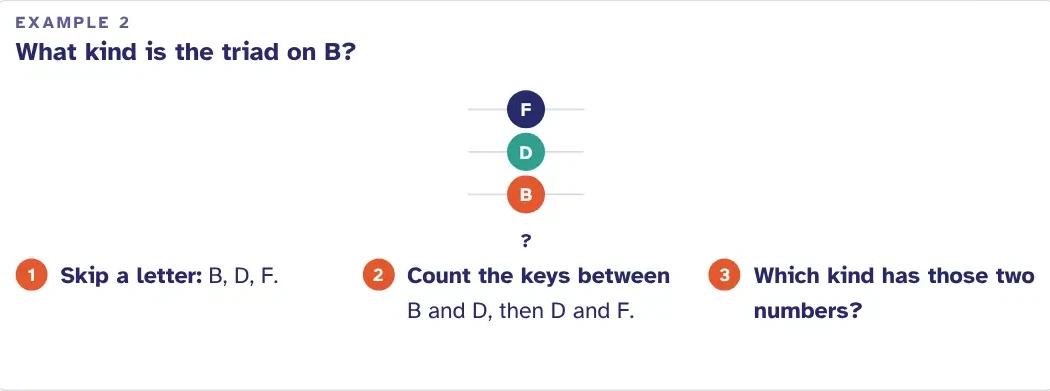 EXAMPLE 2
What kind is the triad on B?
F
D
B
?
1 Skip a letter: B, D, F.
2 Count the keys between
B and D, then D and F.
3 Which kind has those two
numbers?